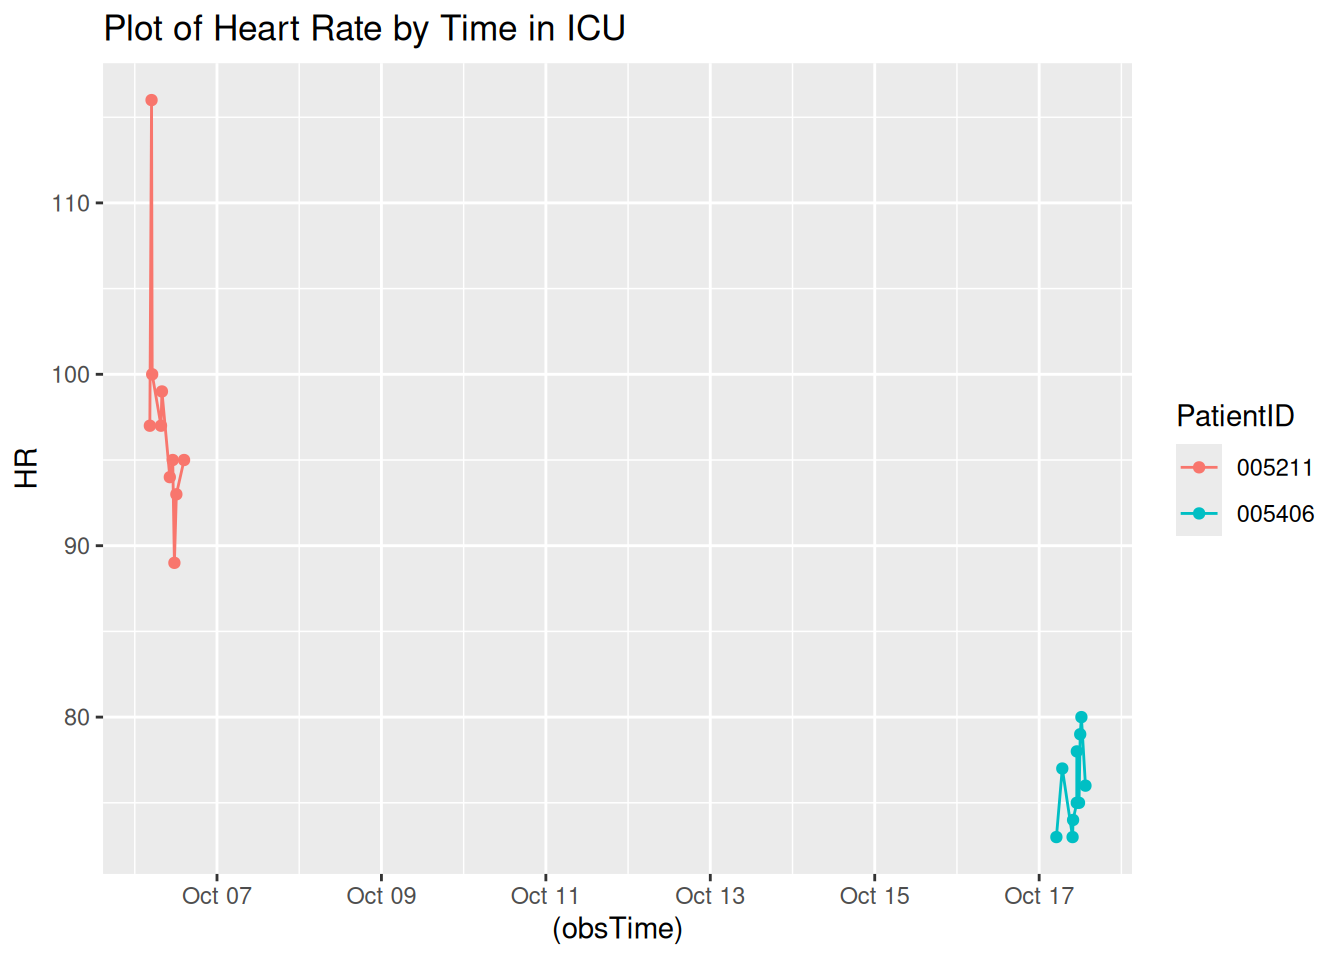 Plot of Heart Rate by Time in ICU
110
100
90
80
HR
Oct 07
Oct 09
Oct 11
Oct 13
Oct 15
Oct 17
(obsTime)
PatientID
005211
005406